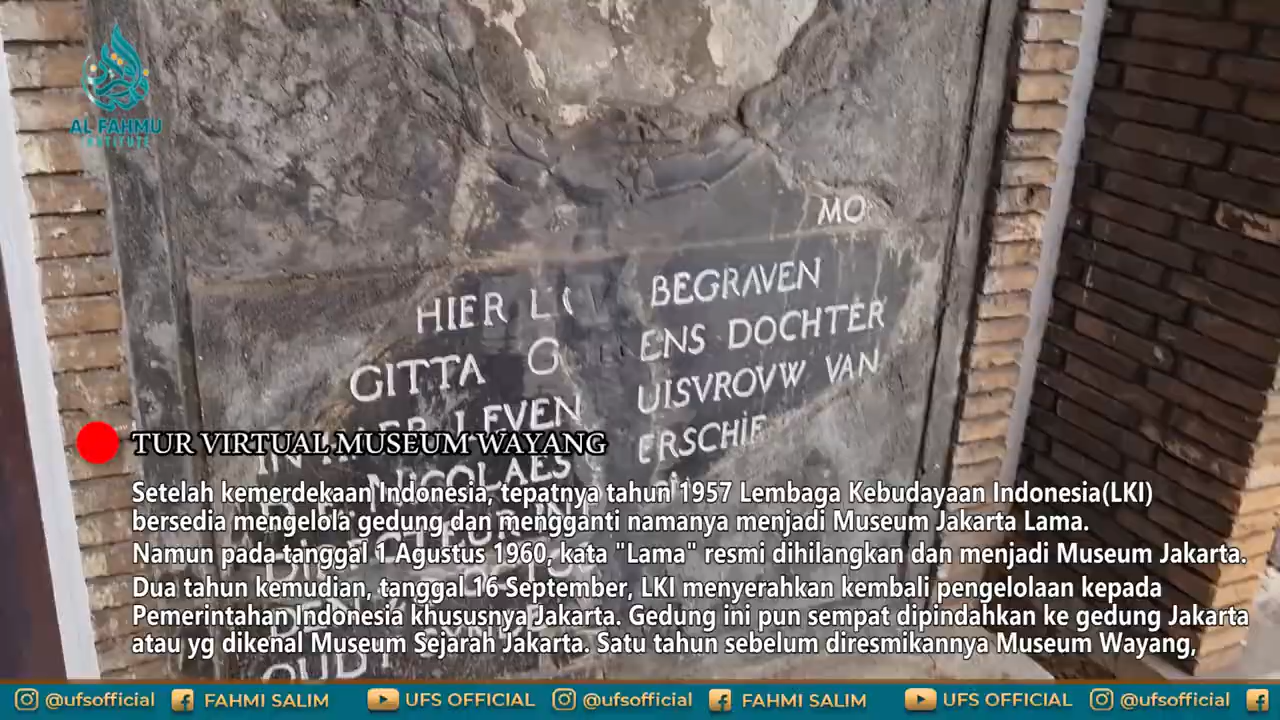 AL FAHMU
INSTITUTE
MO
HIER BEGRAVEN
GITTA ENS DOCHTER
LEVEN UISVROVW VAN
NICOLAES ERSCHIE
TUR VIRTUAL MUSEUM WAYANG
Setelah kemerdekaan Indonesia, tepatnya tahun 1957 Lembaga Kebudayaan Indonesia(LKI)
bersedia mengelola gedung dan mengganti namanya menjadi Museum Jakarta Lama.
Namun pada tanggal 1 Agustus 1960, kata "Lama" resmi dihilangkan dan menjadi Museum Jakarta.
Dua tahun kemudian, tanggal 16 September, LKI menyerahkan kembali pengelolaan kepada
Pemerintahan Indonesia khususnya Jakarta. Gedung ini pun sempat dipindahkan ke gedung Jakarta
atau yg dikenal Museum Sejarah Jakarta. Satu tahun sebelum diresmikannya Museum Wayang,
@ufsofficial FAHMI SALIM UFS OFFICIAL @ufsofficial FAHMI SALIM UFS OFFICIAL @ufsofficial